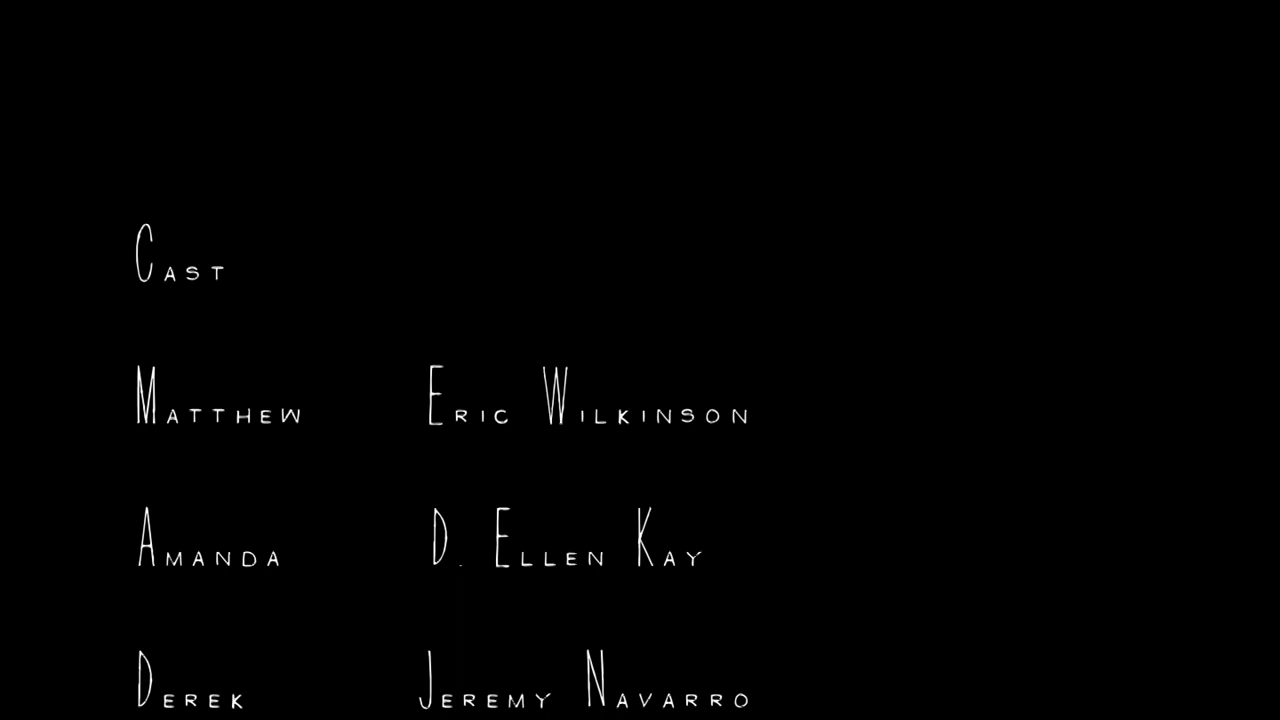 Cast
Matthew Eric Wilkinson
Amanda D. Ellen Kay
Derek Jeremy Navarro